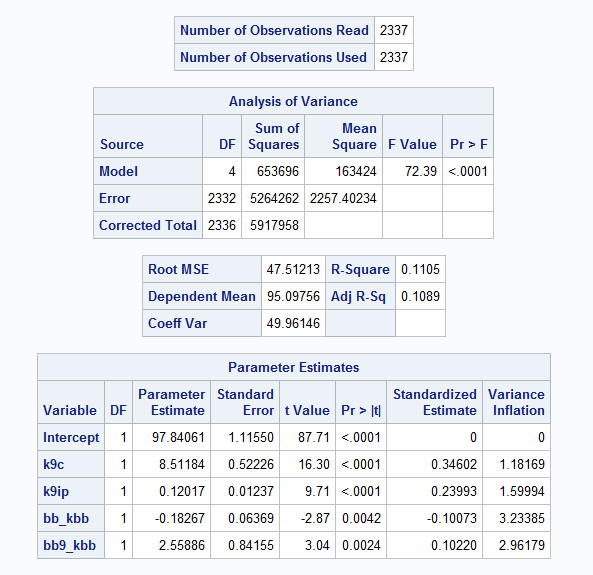 Number of Observations Read 2337
Number of Observations Used 2337
Analysis of Variance
Source DF Sum of Squares Mean Square F Value Pr > F
Model 4 653696 163424 72.39 <.0001
Error 2332 5264262 2257.40234
Corrected Total 2336 5917958
Root MSE 47.51213 R-Square 0.1105
Dependent Mean 95.09756 Adj R-Sq 0.1089
Coeff Var 49.96146
Parameter Estimates
Variable DF Parameter Estimate Standard Error t Value Pr > |t| Standardized Estimate Variance Inflation
Intercept 1 97.84061 1.11550 87.71 <.0001 0 0
k9c 1 8.51184 0.52226 16.30 <.0001 0.34602 1.18169
k9ip 1 0.12017 0.01237 9.71 <.0001 0.23993 1.59994
bb_kbb 1 -0.18267 0.06369 -2.87 0.0042 -0.10073 3.23385
bb9_kbb 1 2.55886 0.84155 3.04 0.0024 0.10220 2.96179